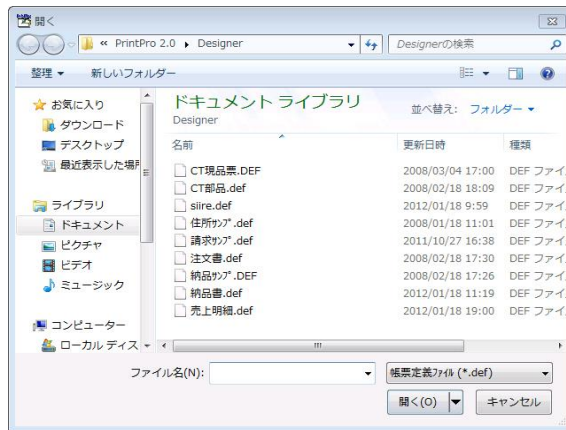 開く
« PrintPro 2.0 ▸ Designer Designerの検索
整理 新しいフォルダー
お気に入り
ダウンロード
デスクトップ
最近表示した場所
ライブラリ
ドキュメント
ピクチャ
ビデオ
ミュージック
コンピューター
ローカル ディス
ドキュメント ライブラリ
Designer
並べ替え: フォルダー
名前 更新日時 種類
CT現品票.DEF 2008/03/04 17:00 DEF ファイ
CT部品.def 2008/02/18 18:09 DEF ファイ
siire.def 2012/01/18 9:59 DEF ファイ
住所ｻﾝﾌﾟ.def 2008/01/18 11:01 DEF ファイ
請求ｻﾝﾌﾟ.def 2011/10/27 16:38 DEF ファイ
注文書.def 2008/02/18 17:30 DEF ファイ
納品ｻﾝﾌﾟ.DEF 2008/02/18 17:26 DEF ファイ
納品書.def 2012/01/18 11:19 DEF ファイ
売上明細.def 2012/01/18 19:00 DEF ファイ
ファイル名(N): 帳票定義ﾌｧｲﾙ (*.def)
開く(O) キャンセル